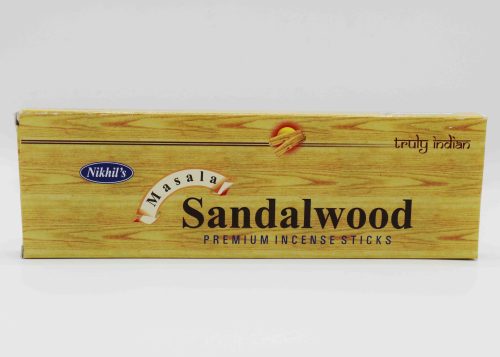 truly indian
Nikhil's
Masala
Sandalwood
PREMIUM INCENSE STICKS